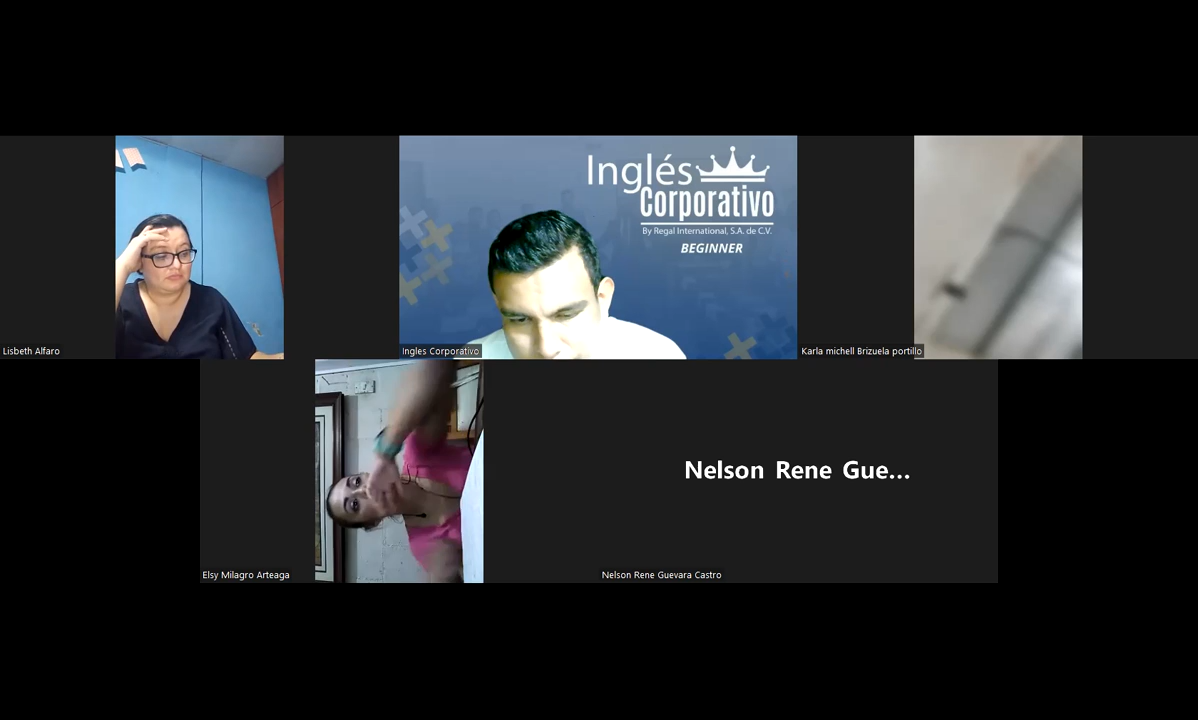 Inglés
Corporativo
By Regal International, S.A. de C.V.
BEGINNER
Lisbeth Alfaro
Ingles Corporativo
Karla michell Brizuela portillo
Nelson Rene Gue...
Elsy Milagro Arteaga
Nelson Rene Guevara Castro